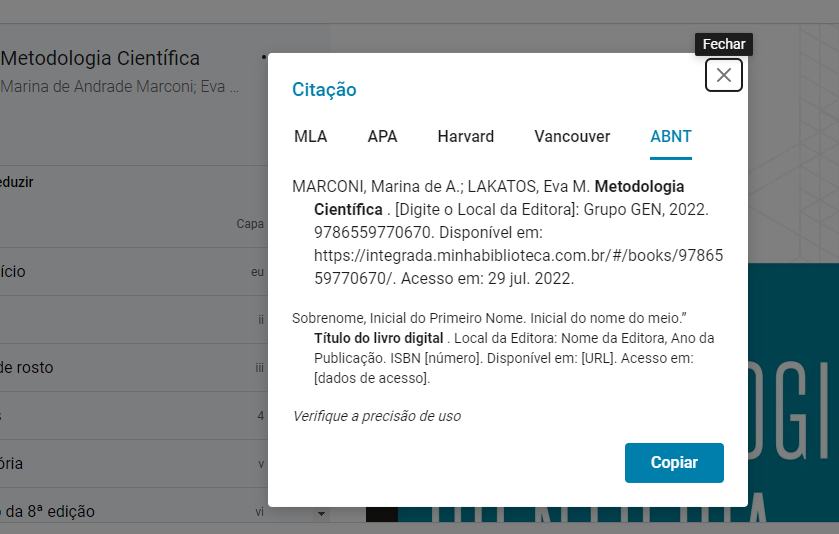 Fechar
Metodologia Científica
Marina de Andrade Marconi; Eva ...
Citação
MLA APA Harvard Vancouver ABNT
MARCONI, Marina de A.; LAKATOS, Eva M. Metodologia
Científica . [Digite o Local da Editora]: Grupo GEN, 2022.
9786559770670. Disponível em:
https://integrada.minhabiblioteca.com.br/#/books/97865
59770670/. Acesso em: 29 jul. 2022.
Sobrenome, Inicial do Primeiro Nome. Inicial do nome do meio.”
Título do livro digital . Local da Editora: Nome da Editora, Ano da
Publicação. ISBN [número]. Disponível em: [URL]. Acesso em:
[dados de acesso].
Verifique a precisão de uso
Copiar
eduzir
Capa
ício eu
ii
de rosto iii
s 4
ória v
o da 8ª edição vi
OGI